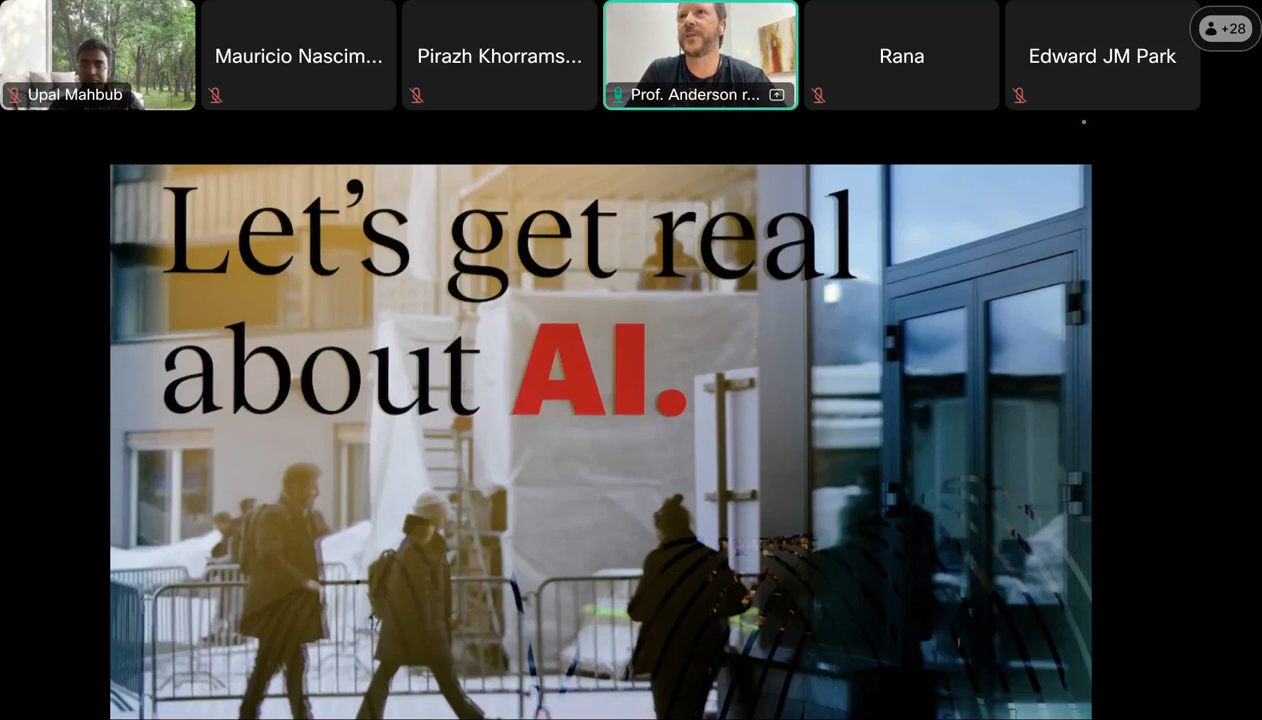 Upal Mahbub
Mauricio Nascim...
Pirazh Khorrams...
Prof. Anderson r...
Rana
Edward JM Park
+28
Let's get real
about AI.